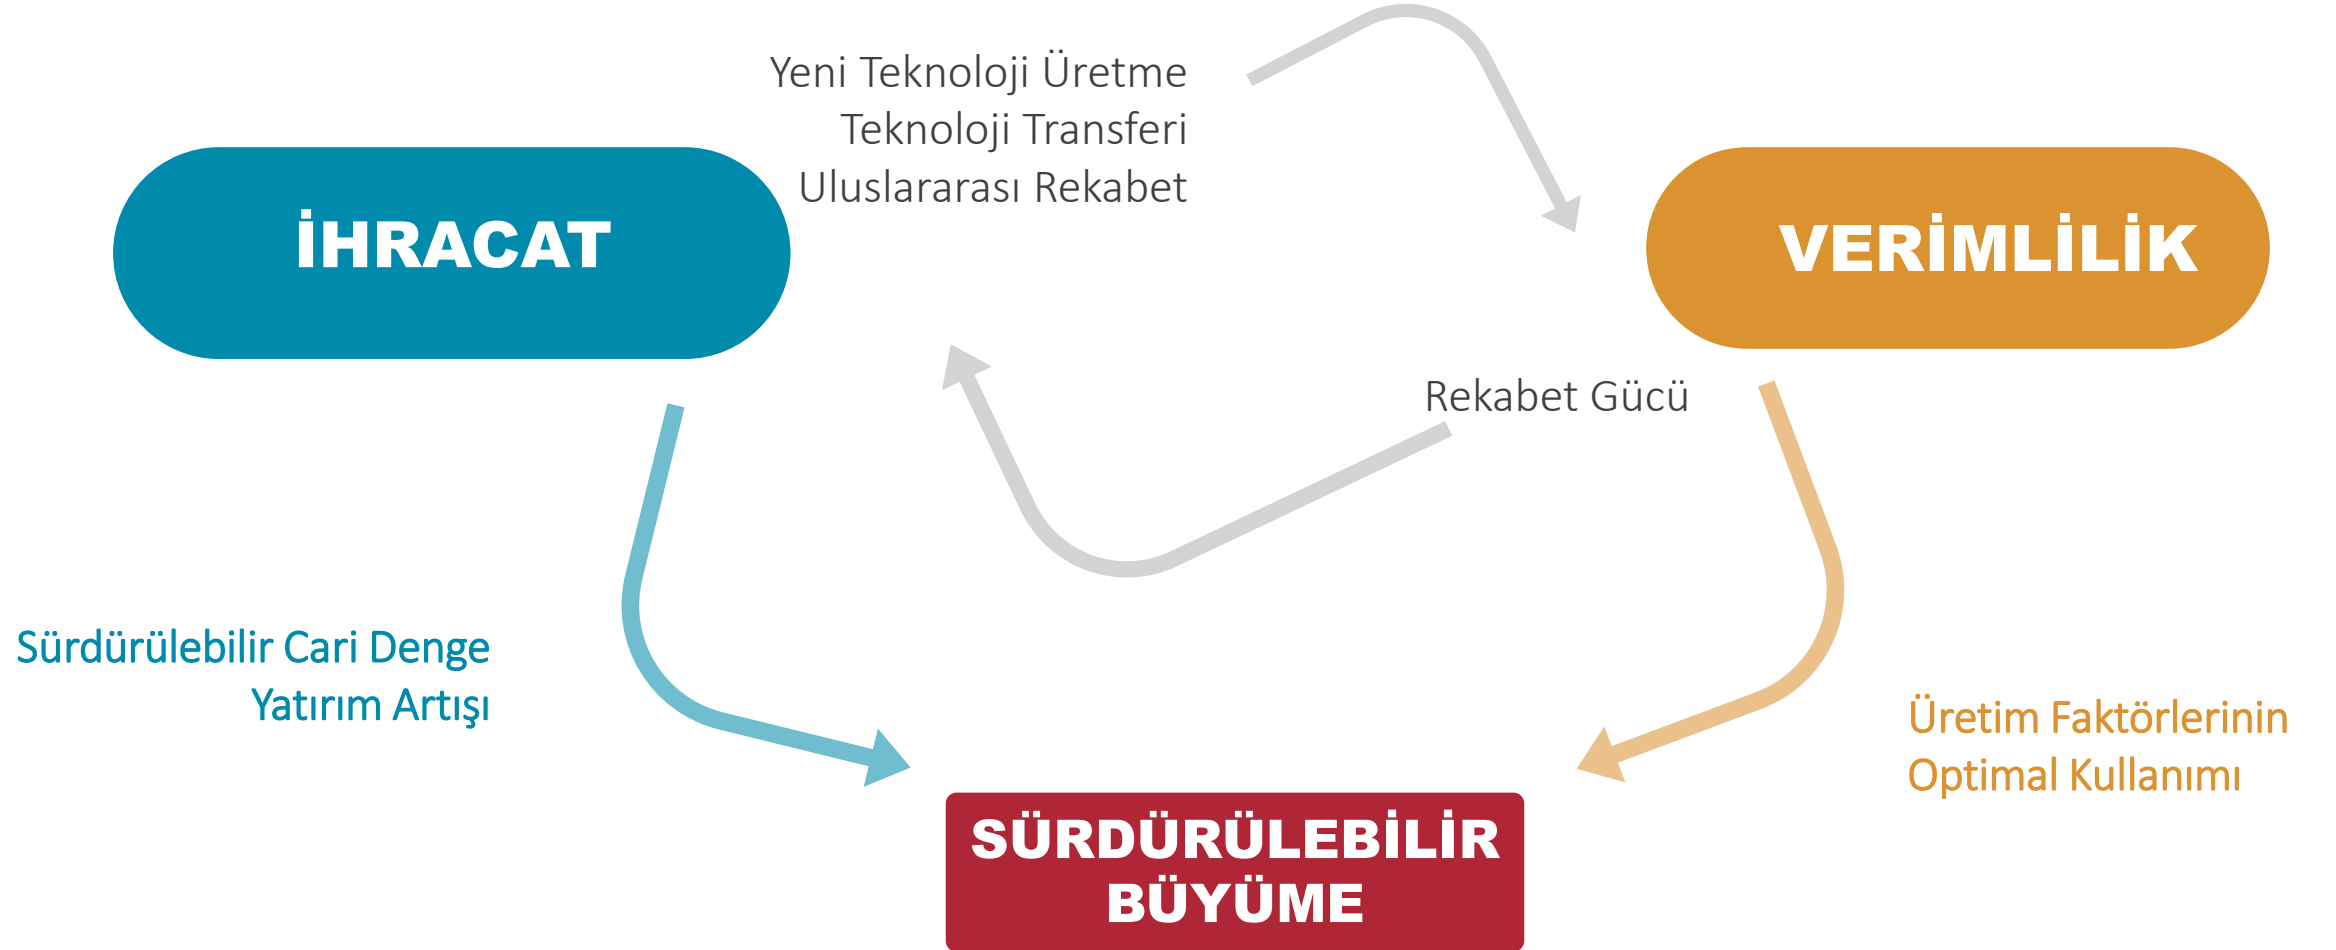 Yeni Teknoloji Üretme
Teknoloji Transferi
Uluslararası Rekabet
İHRACAT
VERİMLİLİK
Rekabet Gücü
Sürdürülebilir Cari Denge
Yatırım Artışı
Üretim Faktörlerinin
Optimal Kullanımı
SÜRDÜRÜLEBİLİR
BÜYÜME